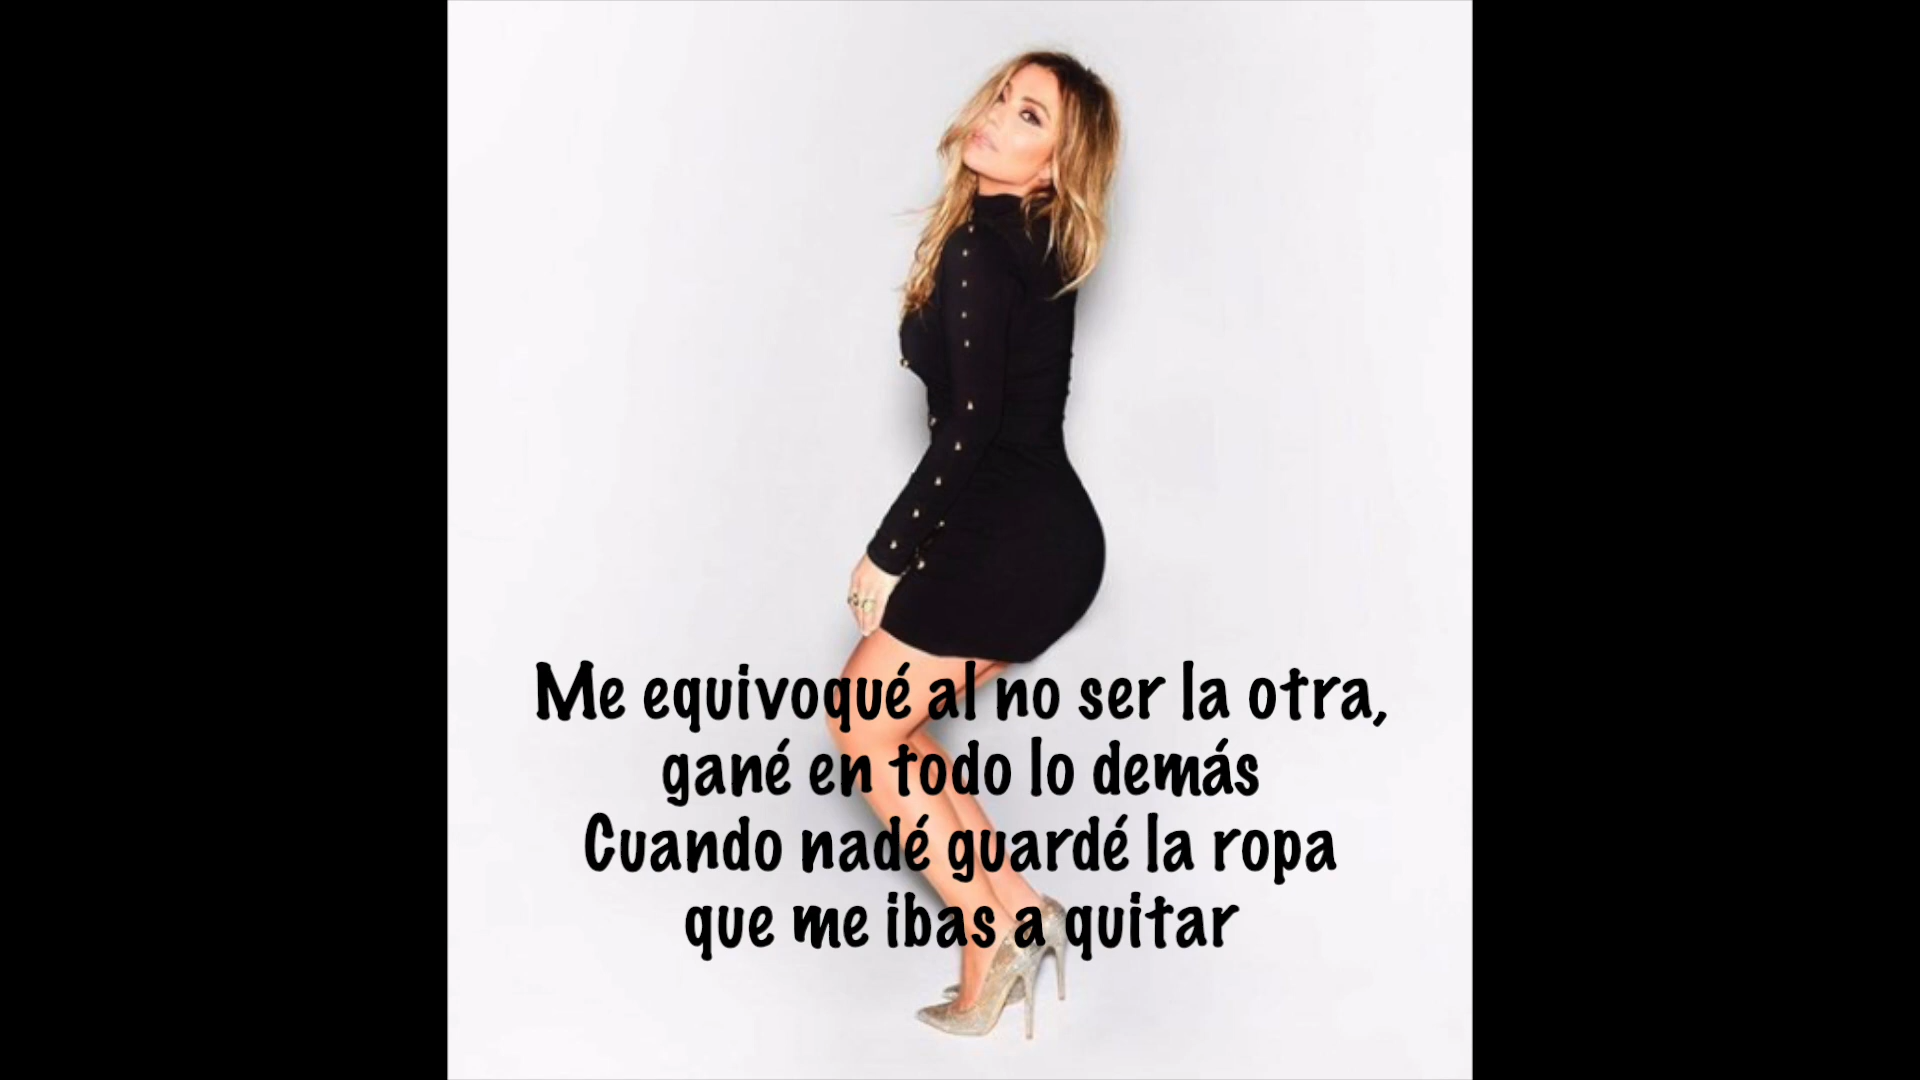 Me equivoqué al no ser la otra,
gané en todo lo demás
Cuando nadé guardé la ropa
que me ibas a quitar